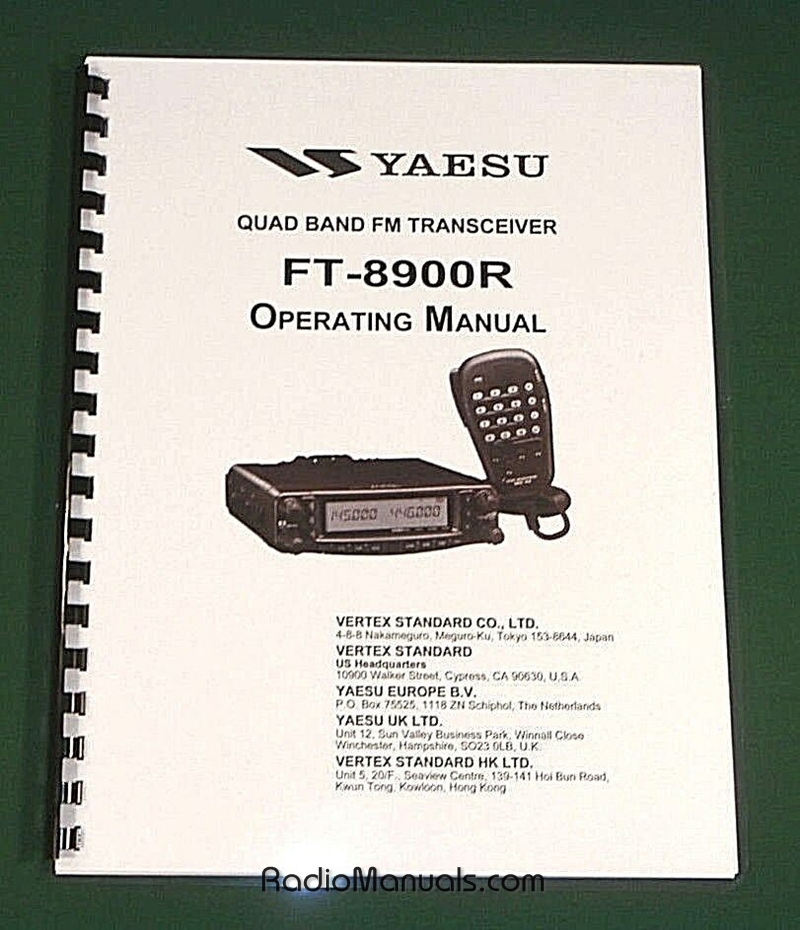 YAESU
QUAD BAND FM TRANSCEIVER
FT-8900R
OPERATING MANUAL
145.000 446.000
VERTEX STANDARD CO., LTD.
4-8-8 Nakameguro, Meguro-Ku, Tokyo 153-8644, Japan
VERTEX STANDARD
US Headquarters
10900 Walker Street, Cypress, CA 90630, U.S.A.
YAESU EUROPE B.V.
P.O. Box 75525, 1118 ZN Schiphol, The Netherlands
YAESU UK LTD.
Unit 12, Sun Valley Business Park, Winnall Close
Winchester, Hampshire, SO23 0LB, U.K.
VERTEX STANDARD HK LTD.
Unit 5, 20/F., Seaview Centre, 139-141 Hoi Bun Road,
Kwun Tong, Kowloon, Hong Kong
RadioManuals.com